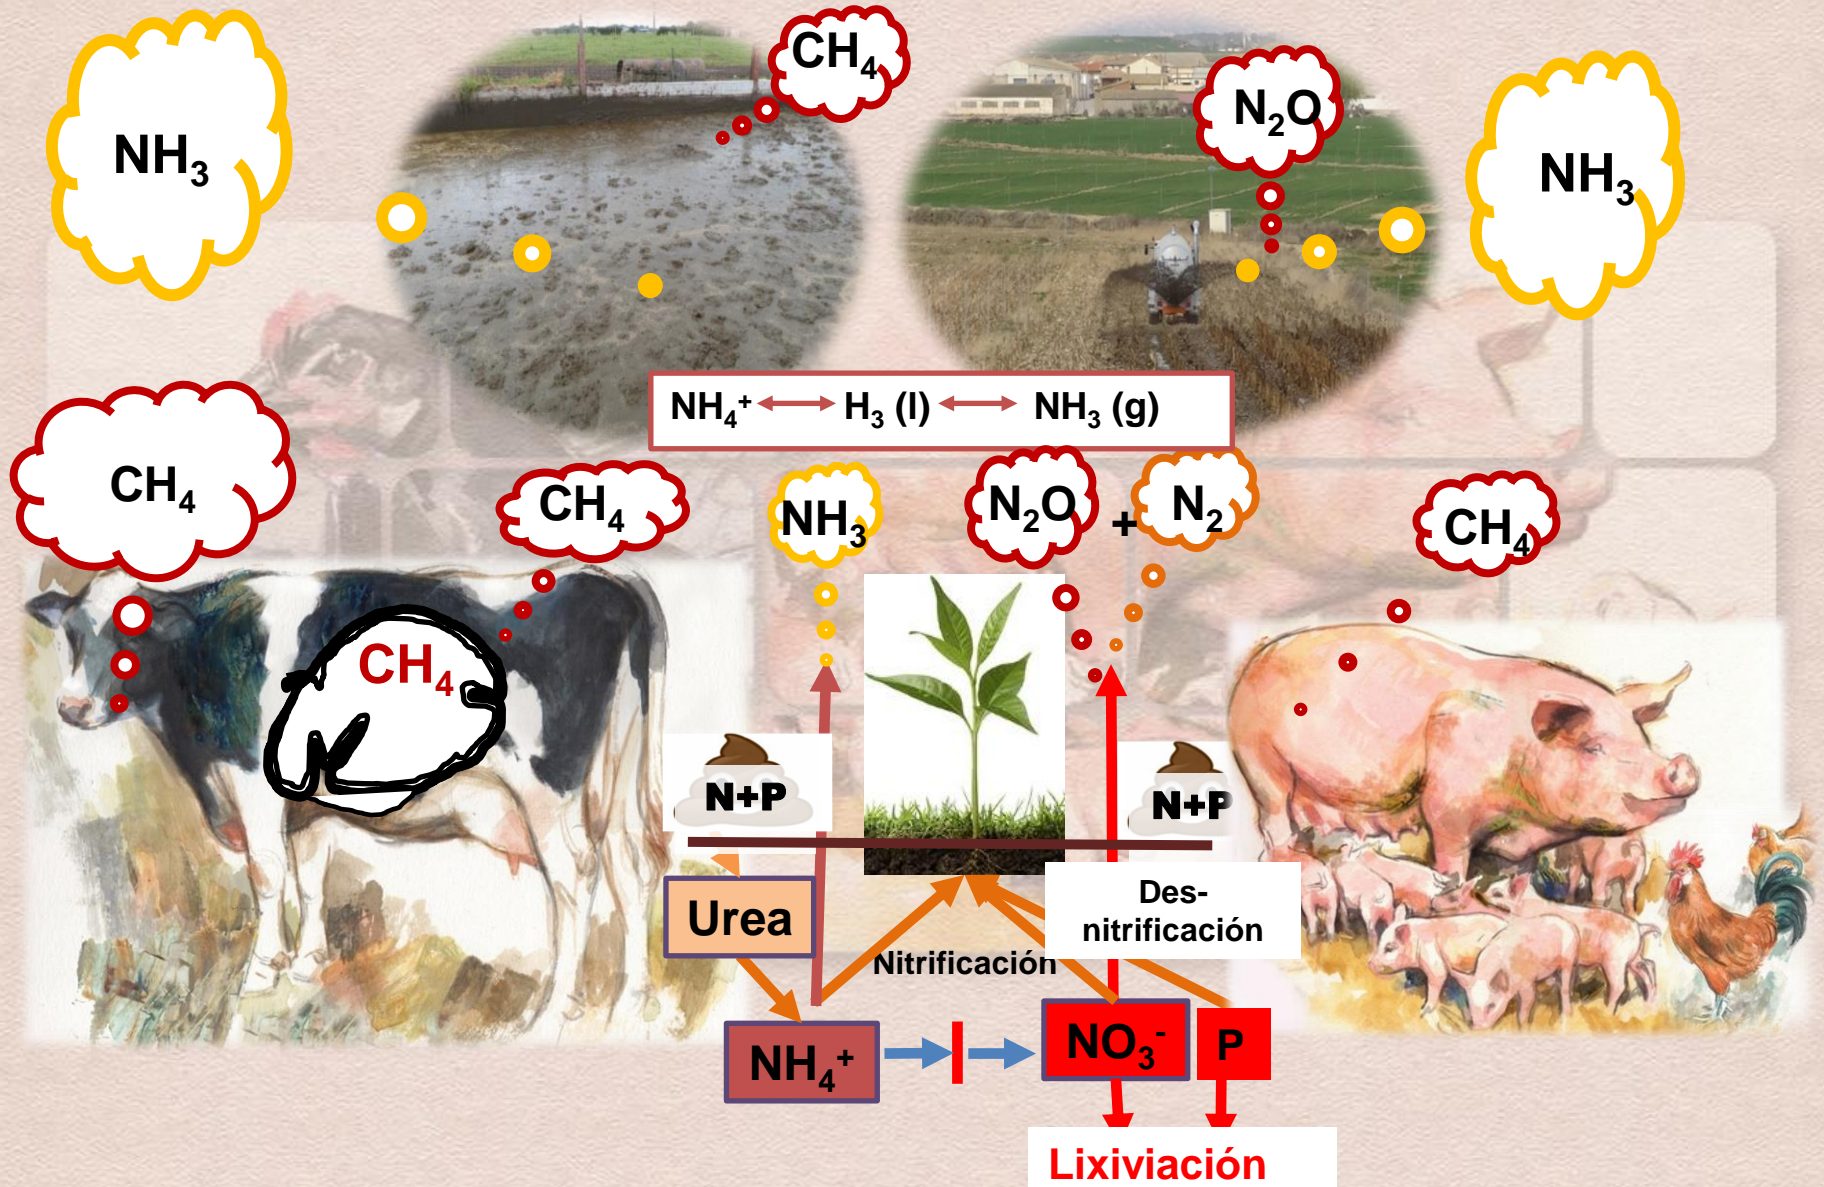 CH₄
N₂O
NH₃
NH₃
NH₄⁺ H₃ (l) NH₃ (g)
CH₄
CH₄
NH₃
N₂O + N₂
CH₄
CH₄
N+P
N+P
Urea
Des-
nitrificación
Nitrificación
NH₄⁺
NO₃⁻
P
Lixiviación